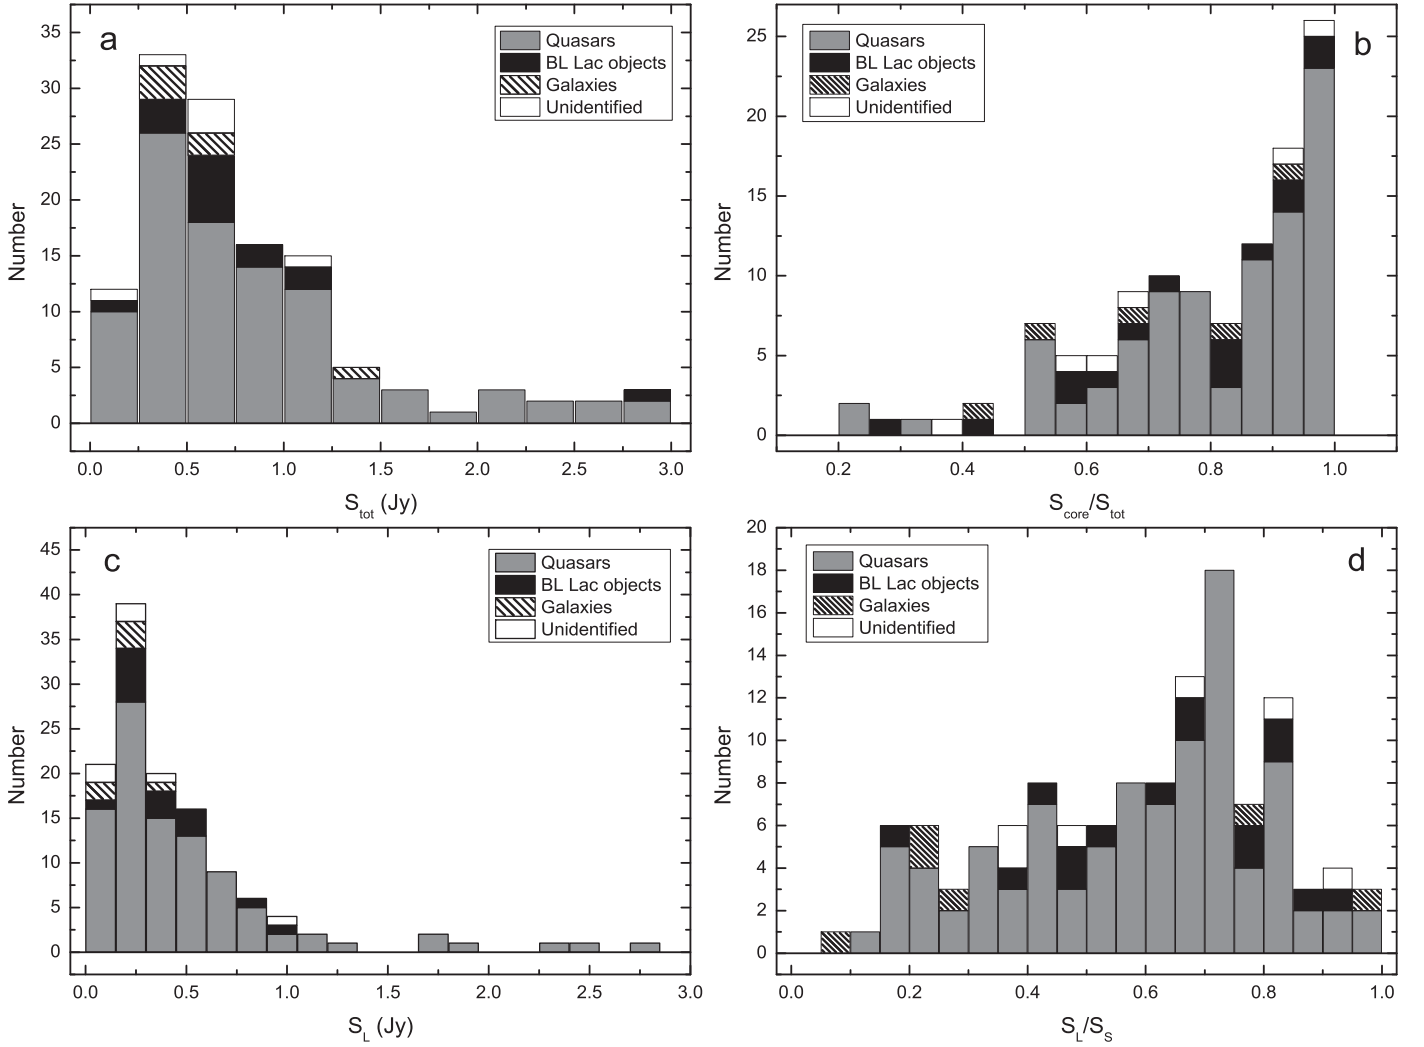 a
Quasars
BL Lac objects
Galaxies
Unidentified
35
30
25
20
15
10
5
0
Number
0.0 0.5 1.0 1.5 2.0 2.5 3.0
S_tot (Jy)
b
Quasars
BL Lac objects
Galaxies
Unidentified
25
20
15
10
5
0
Number
0.2 0.4 0.6 0.8 1.0
S_core/S_tot
c
Quasars
BL Lac objects
Galaxies
Unidentified
45
40
35
30
25
20
15
10
5
0
Number
0.0 0.5 1.0 1.5 2.0 2.5 3.0
S_L (Jy)
d
Quasars
BL Lac objects
Galaxies
Unidentified
20
18
16
14
12
10
8
6
4
2
0
Number
0.0 0.2 0.4 0.6 0.8 1.0
S_L/S_S